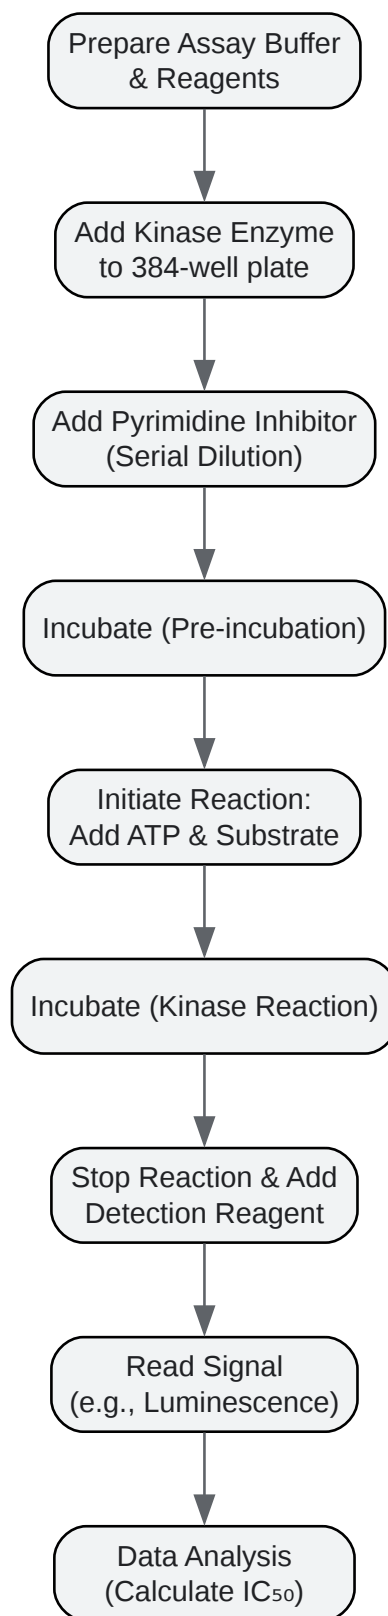 Prepare Assay Buffer
& Reagents
Add Kinase Enzyme
to 384-well plate
Add Pyrimidine Inhibitor
(Serial Dilution)
Incubate (Pre-incubation)
Initiate Reaction:
Add ATP & Substrate
Incubate (Kinase Reaction)
Stop Reaction & Add
Detection Reagent
Read Signal
(e.g., Luminescence)
Data Analysis
(Calculate IC₅₀)